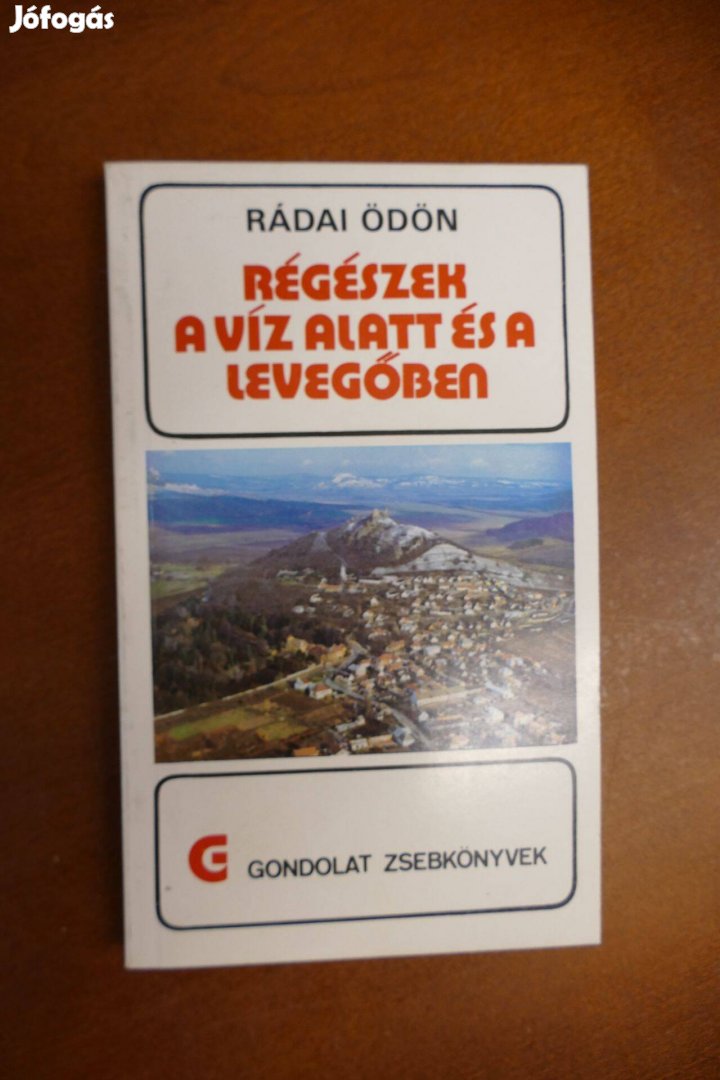 Jófogás
RÁDAI ÖDÖN
RÉGÉSZEK
A VÍZ ALATT ÉS A
LEVEGŐBEN
G GONDOLAT ZSEBKÖNYVEK